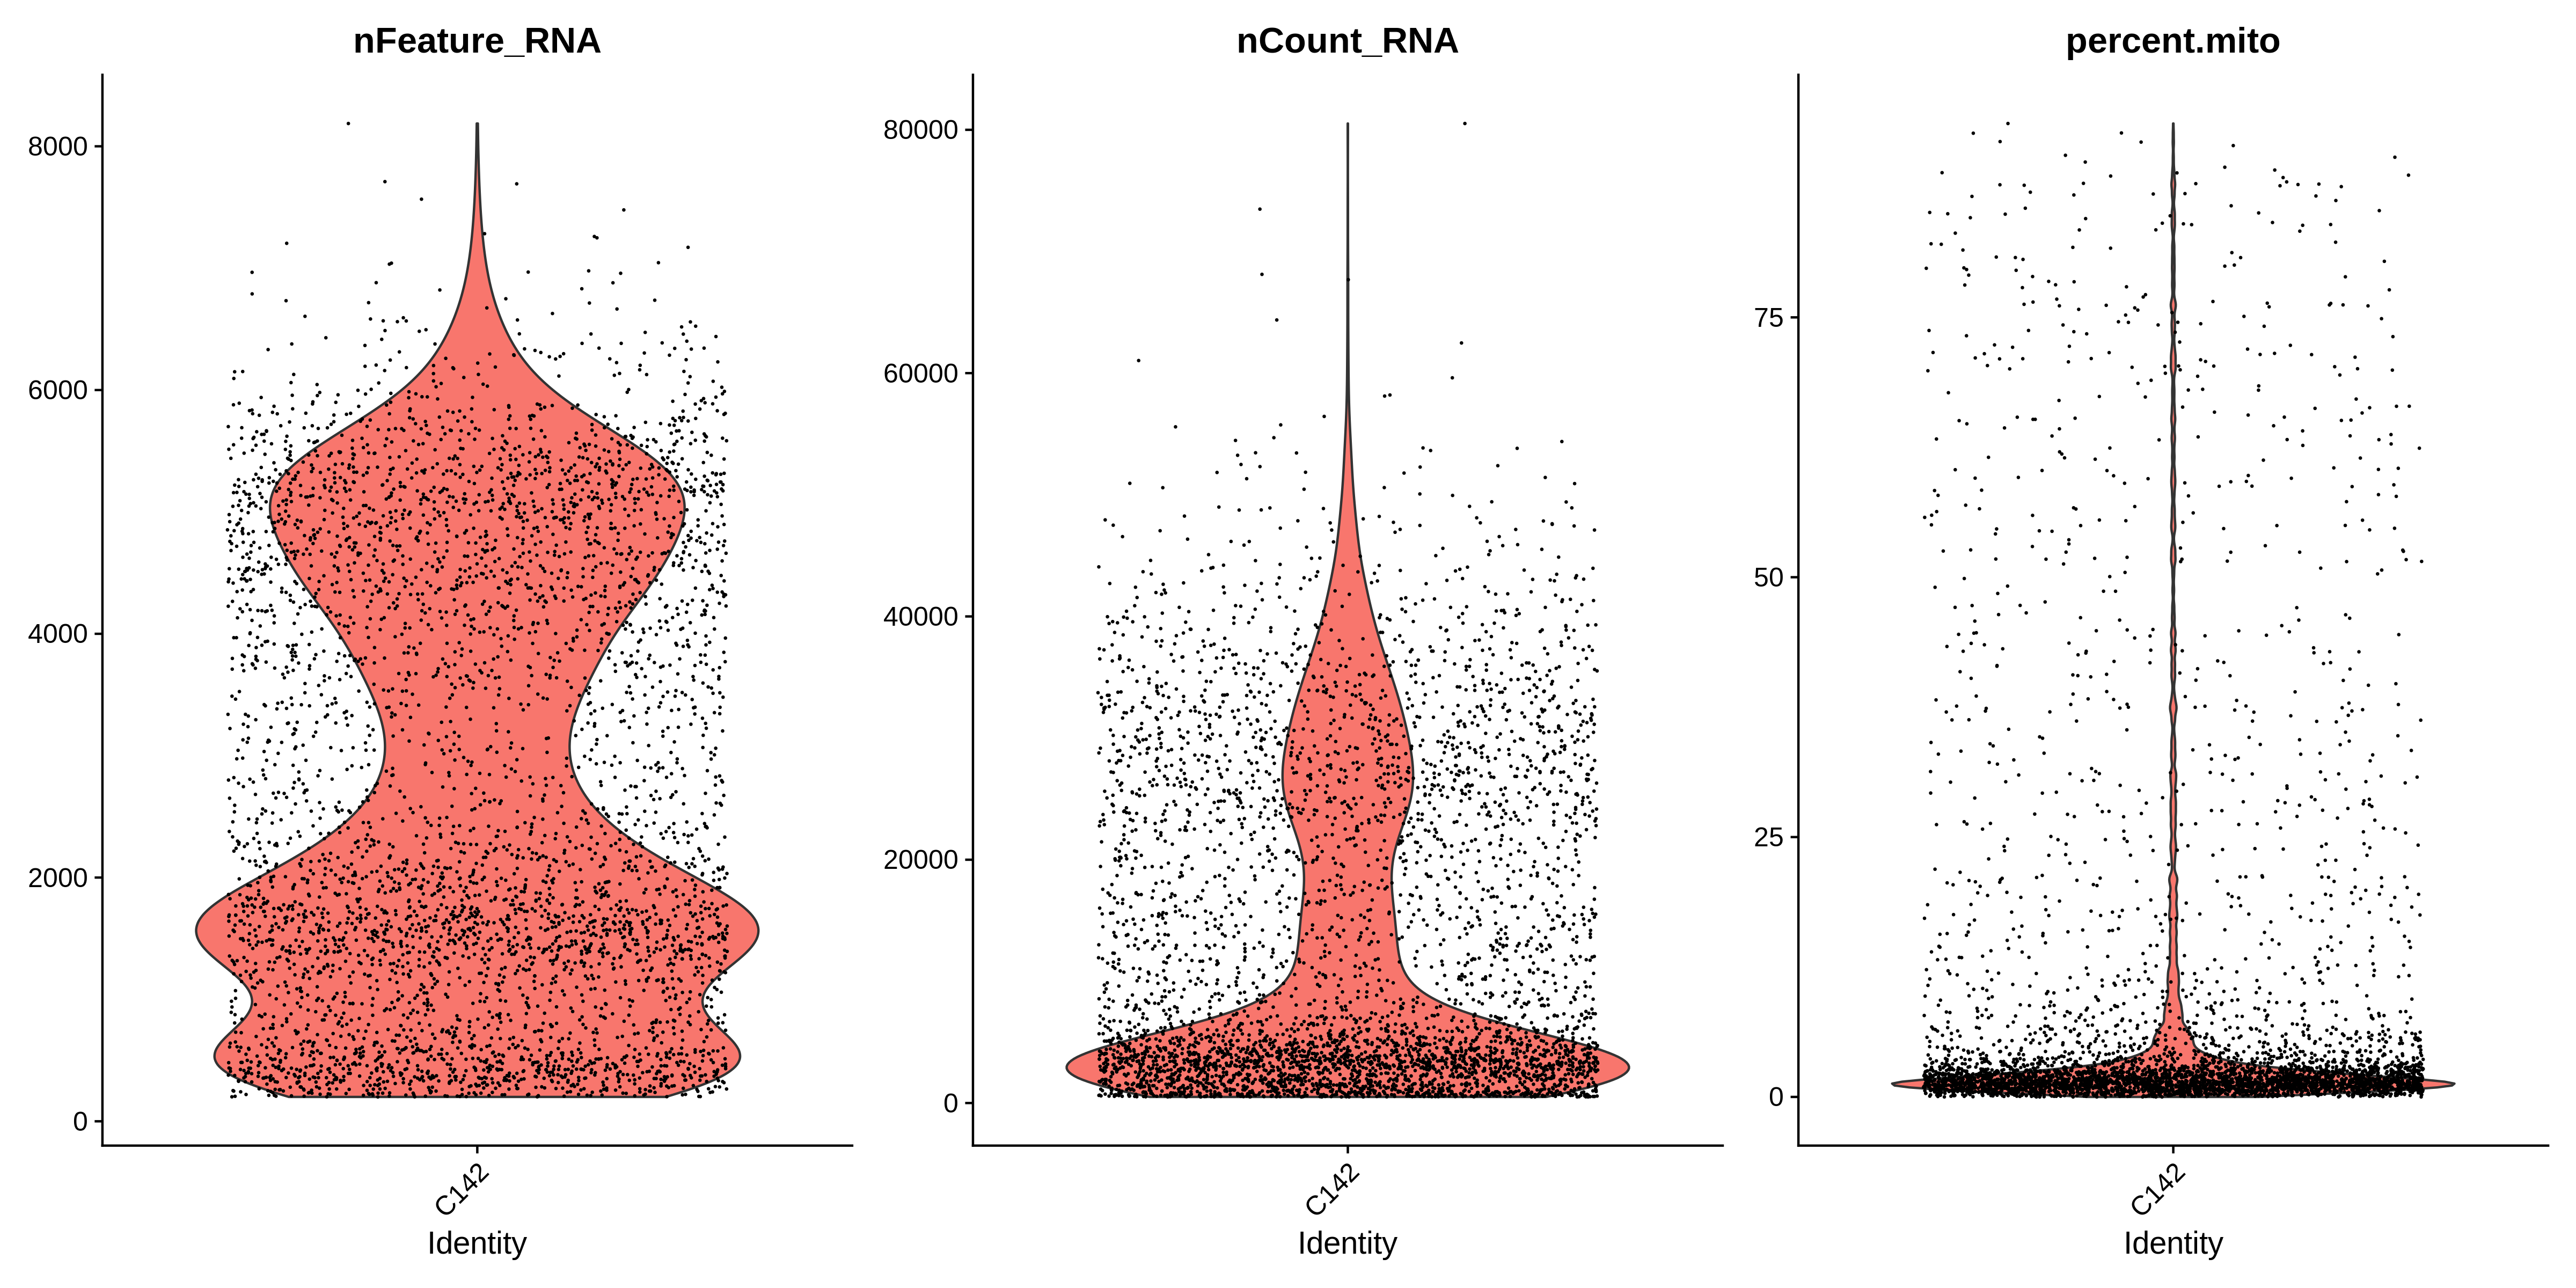 nFeature_RNA
8000
6000
4000
2000
0
C142
Identity
nCount_RNA
80000
60000
40000
20000
0
C142
Identity
percent.mito
75
50
25
0
C142
Identity